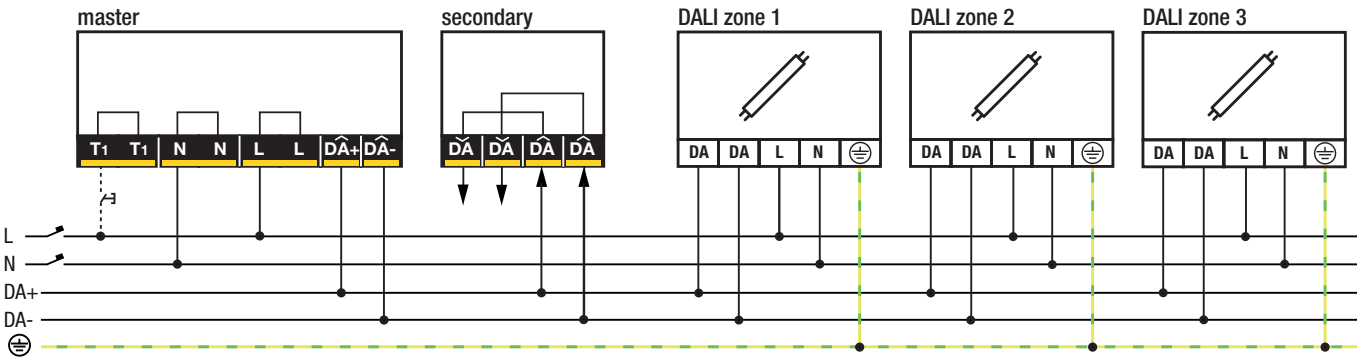 master
secondary
DALI zone 1
DALI zone 2
DALI zone 3
T1 T1 N N L L DA+ DA-
DA DA DA DA
DA DA L N
DA DA L N
DA DA L N
L
N
DA+
DA-